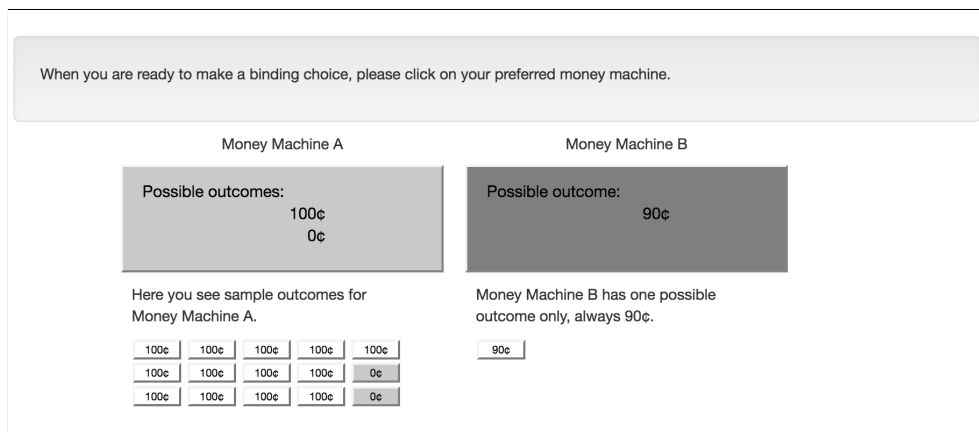 When you are ready to make a binding choice, please click on your preferred money machine.
Money Machine A
Possible outcomes:
100¢
0¢
Here you see sample outcomes for
Money Machine A.
100¢ 100¢ 100¢ 100¢ 100¢
100¢ 100¢ 100¢ 100¢ 0¢
100¢ 100¢ 100¢ 100¢ 0¢
Money Machine B
Possible outcome:
90¢
Money Machine B has one possible
outcome only, always 90¢.
90¢